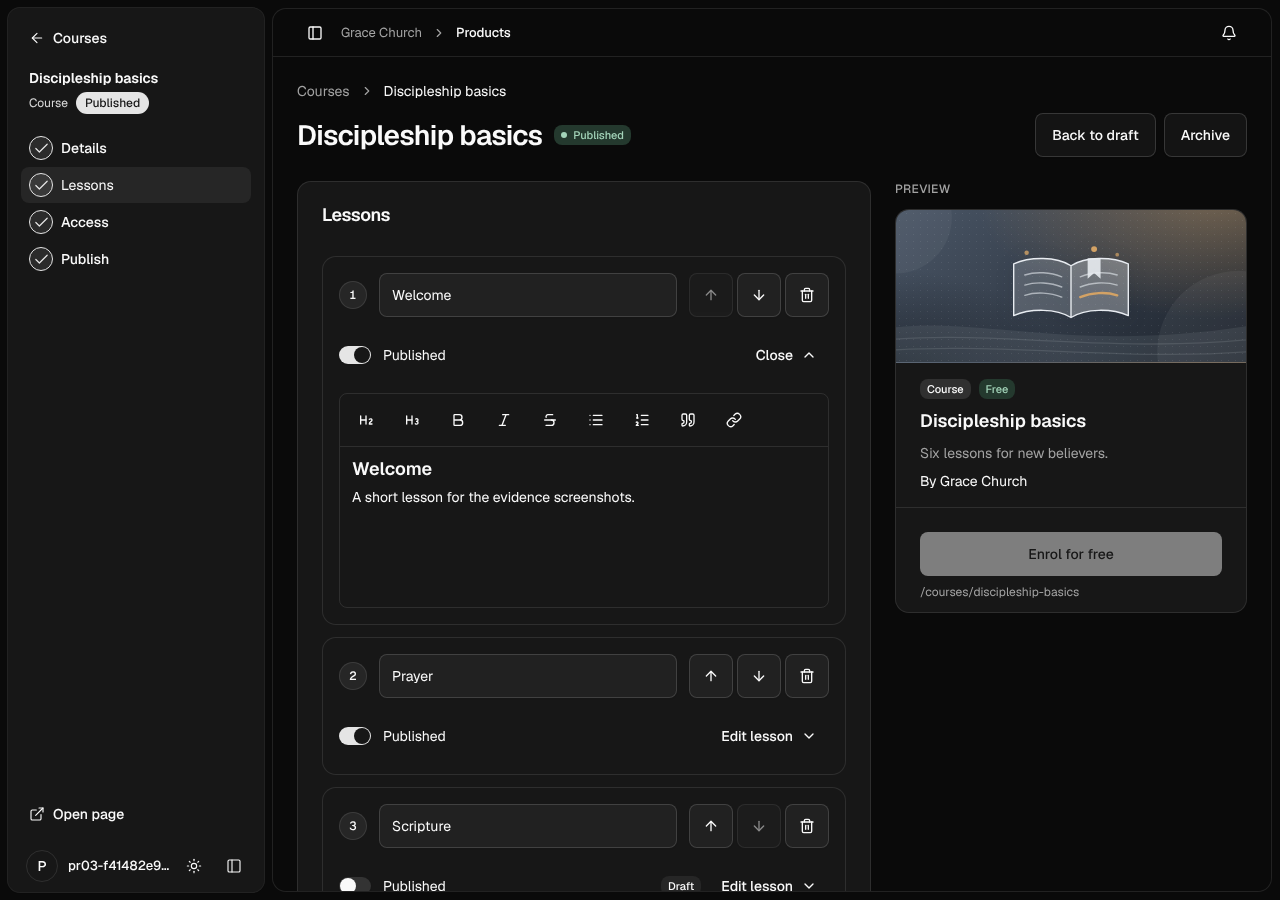 Courses
Discipleship basics
Course Published
Details
Lessons
Access
Publish
Open page
P pr03-f41482e9...
Grace Church > Products
Courses > Discipleship basics
Discipleship basics Published
Back to draft Archive
Lessons
1 Welcome
Published Close
H2 H3 B I S
Welcome
A short lesson for the evidence screenshots.
2 Prayer
Published Edit lesson
3 Scripture
Published Draft Edit lesson
PREVIEW
Course Free
Discipleship basics
Six lessons for new believers.
By Grace Church
Enrol for free
/courses/discipleship-basics